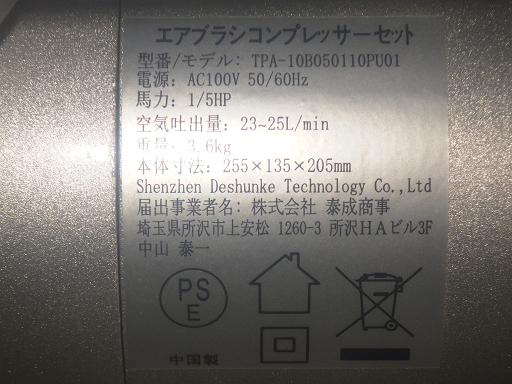 エアブラシコンプレッサーセット
型番/モデル: TPA-10B050110PU01
電源: AC100V 50/60Hz
馬力: 1/5HP
空気吐出量: 23~25L/min
重量: 3.6kg
本体寸法: 255×135×205mm
Shenzhen Deshunke Technology Co.,Ltd
届出事業者名: 株式会社 泰成商事
埼玉県所沢市上安松 1260-3 所沢HAビル3F
中山 泰一
PS
E
中国製